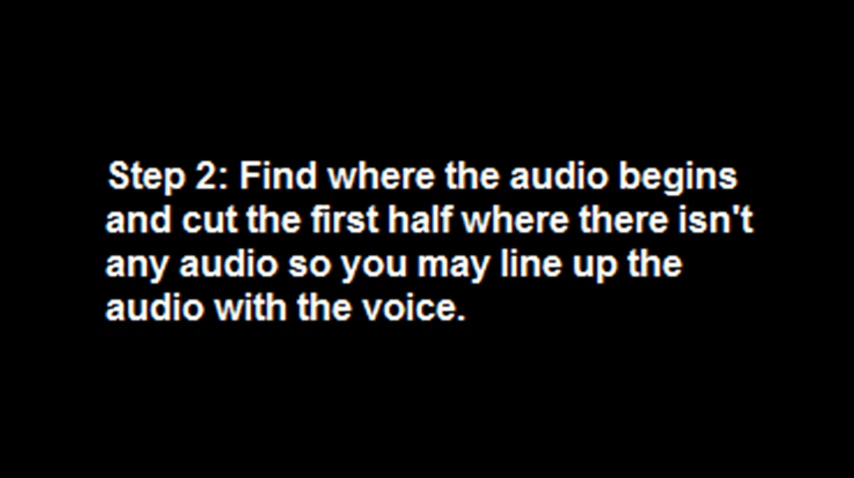 Step 2: Find where the audio begins
and cut the first half where there isn't
any audio so you may line up the
audio with the voice.